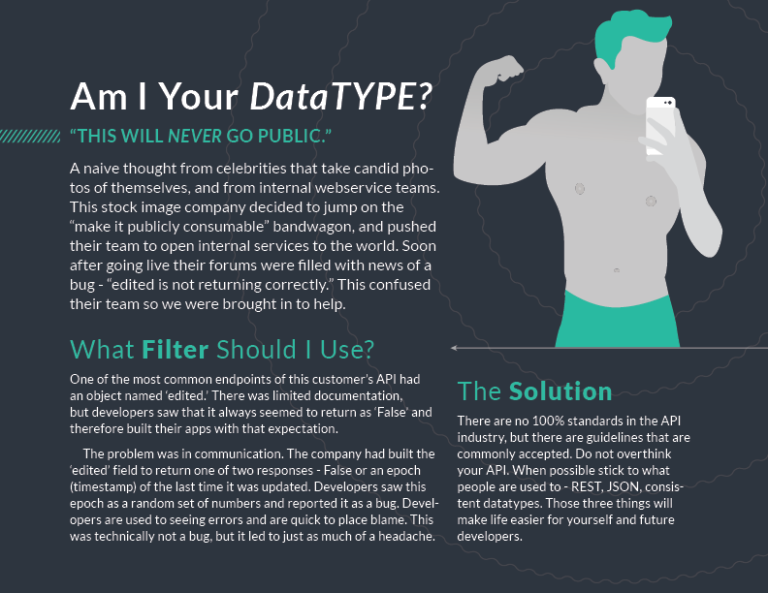 Am I Your DataTYPE?
“THIS WILL NEVER GO PUBLIC.”
A naive thought from celebrities that take candid pho-
tos of themselves, and from internal webservice teams.
This stock image company decided to jump on the
“make it publicly consumable” bandwagon, and pushed
their team to open internal services to the world. Soon
after going live their forums were filled with news of a
bug - “edited is not returning correctly.” This confused
their team so we were brought in to help.
What Filter Should I Use?
One of the most common endpoints of this customer’s API had
an object named ‘edited.’ There was limited documentation,
but developers saw that it always seemed to return as ‘False’ and
therefore built their apps with that expectation.
The problem was in communication. The company had built the
‘edited’ field to return one of two responses - False or an epoch
(timestamp) of the last time it was updated. Developers saw this
epoch as a random set of numbers and reported it as a bug. Devel-
opers are used to seeing errors and are quick to place blame. This
was technically not a bug, but it led to just as much of a headache.
The Solution
There are no 100% standards in the API
industry, but there are guidelines that are
commonly accepted. Do not overthink
your API. When possible stick to what
people are used to - REST, JSON, consis-
tent datatypes. Those three things will
make life easier for yourself and future
developers.